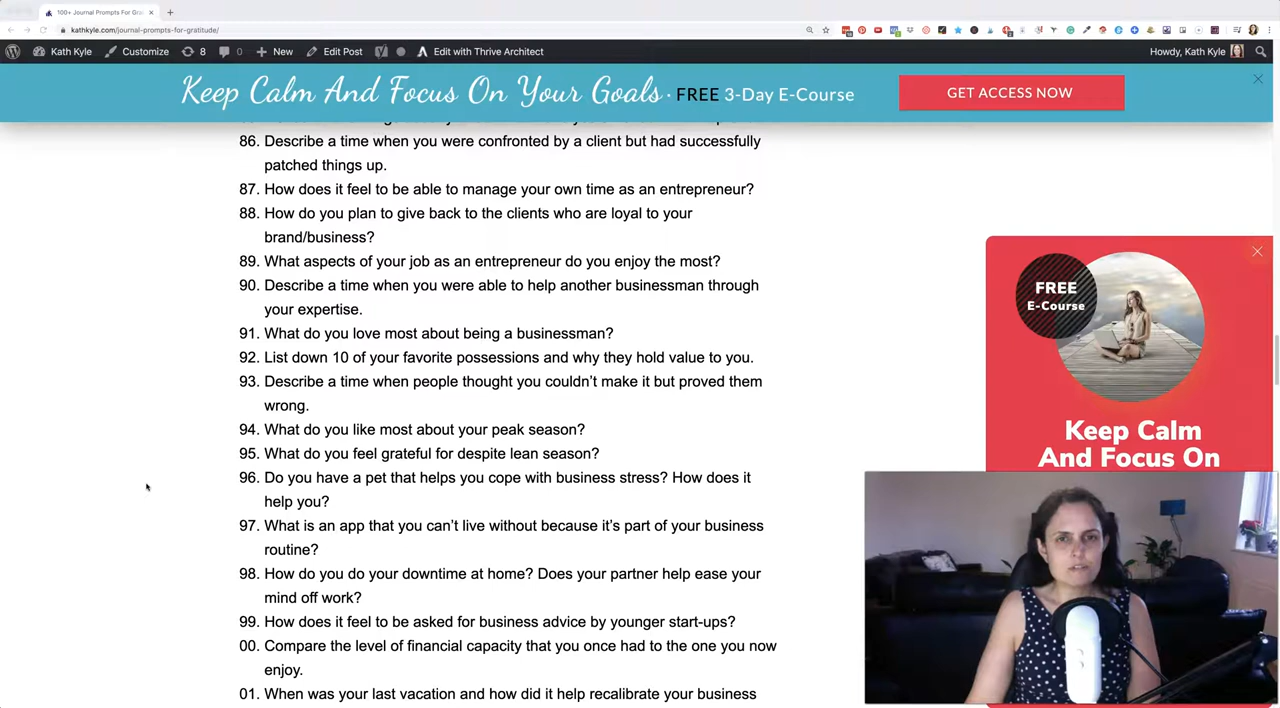 100+ Journal Prompts For Gra
kathkyle.com/journal-prompts-for-gratitude/
Kath Kyle
Customize
8
0
New
Edit Post
Edit with Thrive Architect
Howdy, Kath Kyle
Keep Calm And Focus On Your Goals · FREE 3-Day E-Course
GET ACCESS NOW
86. Describe a time when you were confronted by a client but had successfully
patched things up.
87. How does it feel to be able to manage your own time as an entrepreneur?
88. How do you plan to give back to the clients who are loyal to your
brand/business?
89. What aspects of your job as an entrepreneur do you enjoy the most?
90. Describe a time when you were able to help another businessman through
your expertise.
91. What do you love most about being a businessman?
92. List down 10 of your favorite possessions and why they hold value to you.
93. Describe a time when people thought you couldn’t make it but proved them
wrong.
94. What do you like most about your peak season?
95. What do you feel grateful for despite lean season?
96. Do you have a pet that helps you cope with business stress? How does it
help you?
97. What is an app that you can’t live without because it’s part of your business
routine?
98. How do you do your downtime at home? Does your partner help ease your
mind off work?
99. How does it feel to be asked for business advice by younger start-ups?
00. Compare the level of financial capacity that you once had to the one you now
enjoy.
01. When was your last vacation and how did it help recalibrate your business
FREE
E-Course
Keep Calm
And Focus On